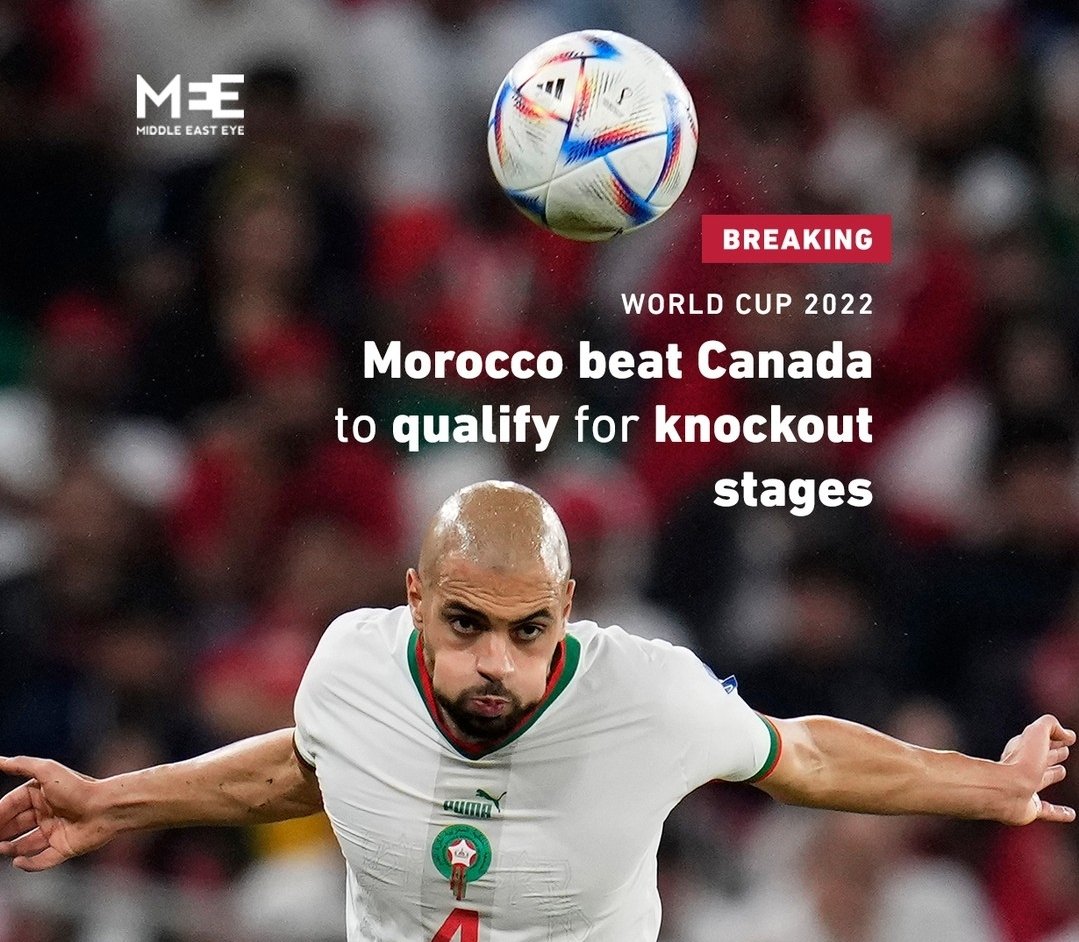 MEE
MIDDLE EAST EYE
BREAKING
WORLD CUP 2022
Morocco beat Canada
to qualify for knockout
stages
PUMA
4